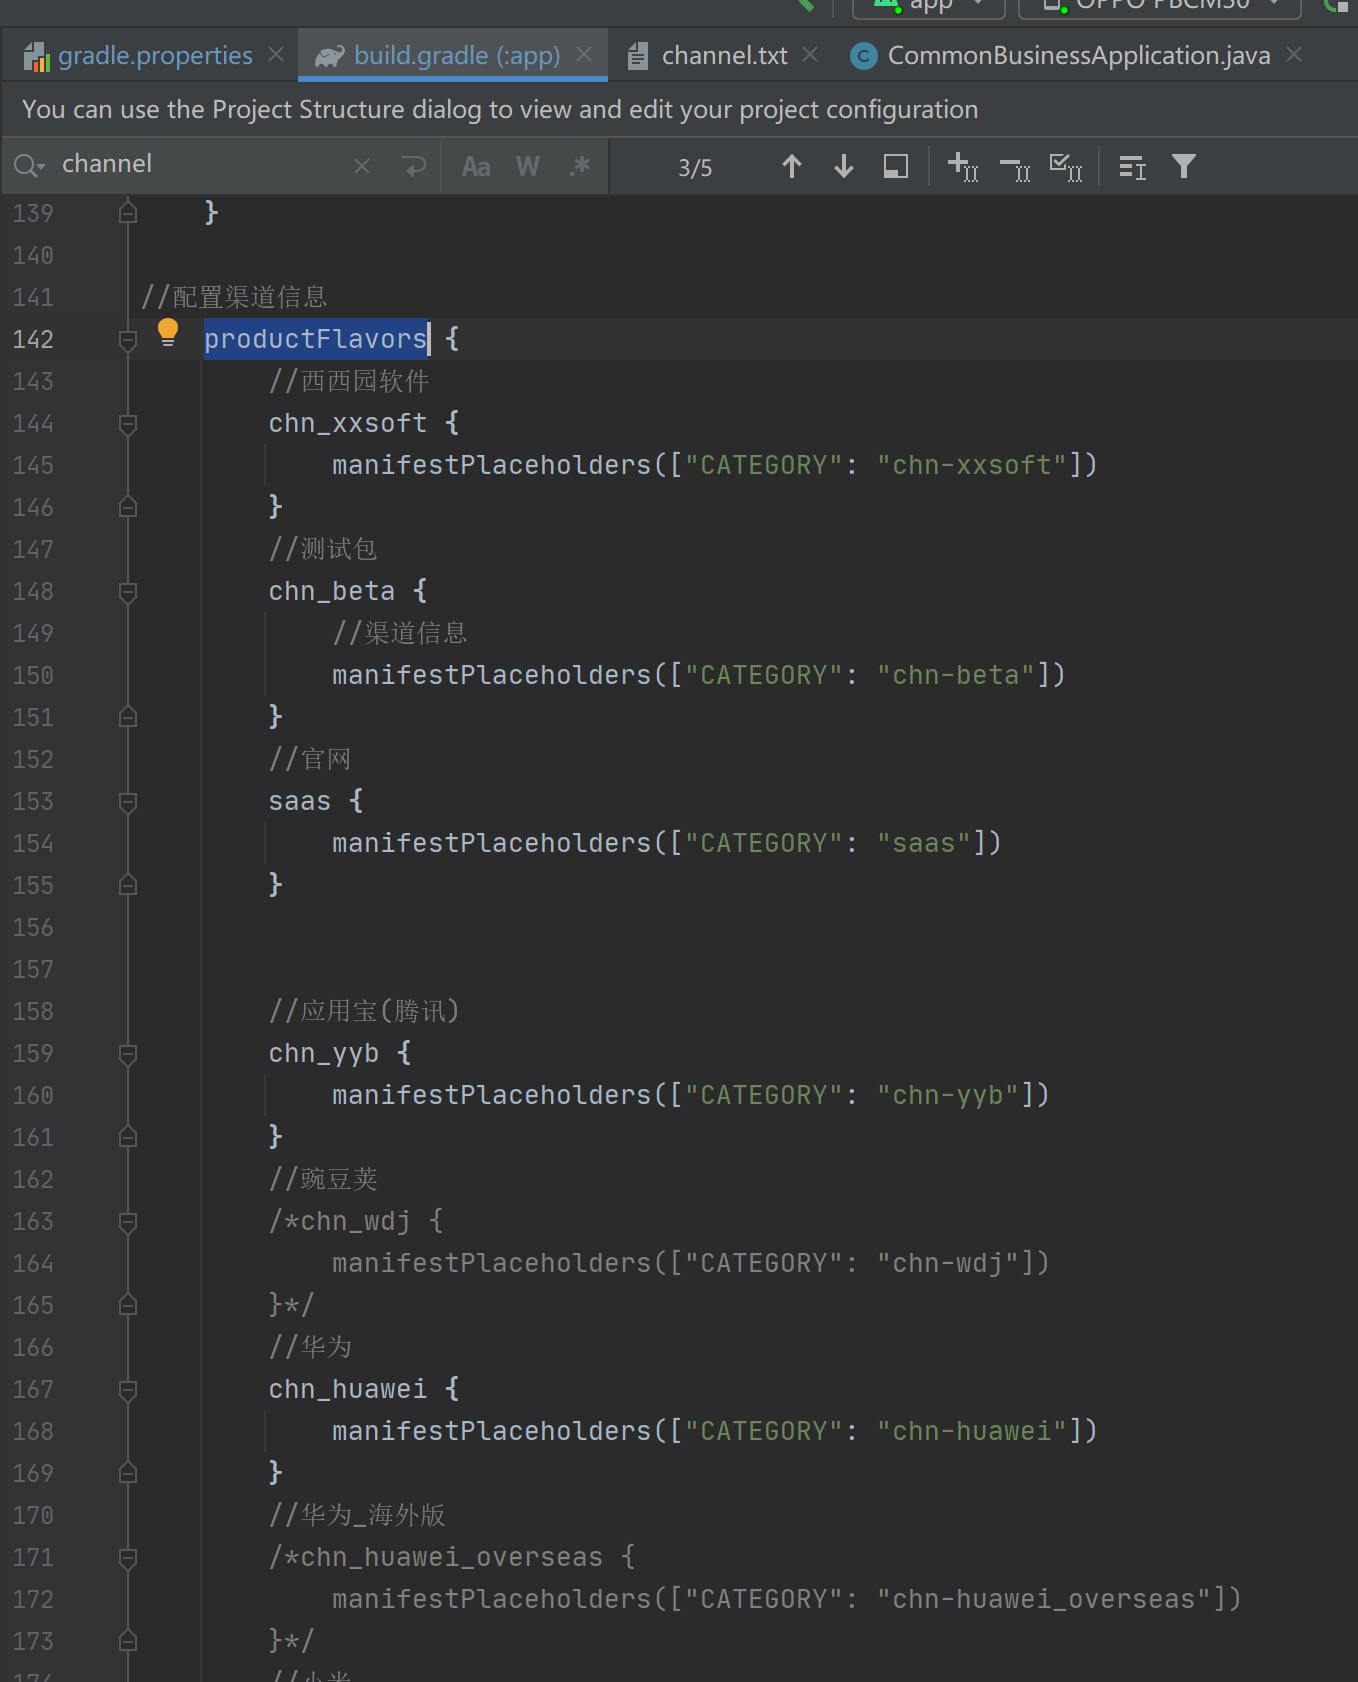 app
OPPO PBCM30
gradle.properties
build.gradle (:app)
channel.txt
CommonBusinessApplication.java
You can use the Project Structure dialog to view and edit your project configuration
channel
Aa W .*
3/5
139 }
140
141 //配置渠道信息
142 productFlavors {
143 //西西园软件
144 chn_xxsoft {
145 manifestPlaceholders(["CATEGORY": "chn-xxsoft"])
146 }
147 //测试包
148 chn_beta {
149 //渠道信息
150 manifestPlaceholders(["CATEGORY": "chn-beta"])
151 }
152 //官网
153 saas {
154 manifestPlaceholders(["CATEGORY": "saas"])
155 }
156
157
158 //应用宝(腾讯)
159 chn_yyb {
160 manifestPlaceholders(["CATEGORY": "chn-yyb"])
161 }
162 //豌豆荚
163 /*chn_wdj {
164 manifestPlaceholders(["CATEGORY": "chn-wdj"])
165 }*/
166 //华为
167 chn_huawei {
168 manifestPlaceholders(["CATEGORY": "chn-huawei"])
169 }
170 //华为_海外版
171 /*chn_huawei_overseas {
172 manifestPlaceholders(["CATEGORY": "chn-huawei_overseas"])
173 }*/
174 //小米